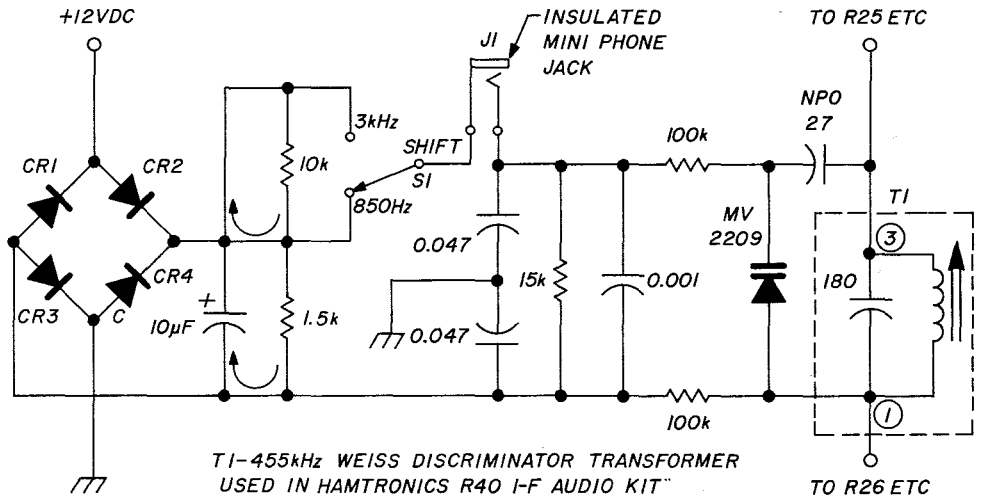 +12VDC
INSULATED
MINI PHONE
JACK
J1
TO R25 ETC
NPO
27
3kHz
SHIFT
S1
850Hz
10k
100k
CR1
CR2
CR3
CR4
C
+
10µF
1.5k
0.047
0.047
15k
0.001
MV
2209
T1
3
180
1
100k
T1-455kHz WEISS DISCRIMINATOR TRANSFORMER
USED IN HAMTRONICS R40 I-F AUDIO KIT"
TO R26 ETC